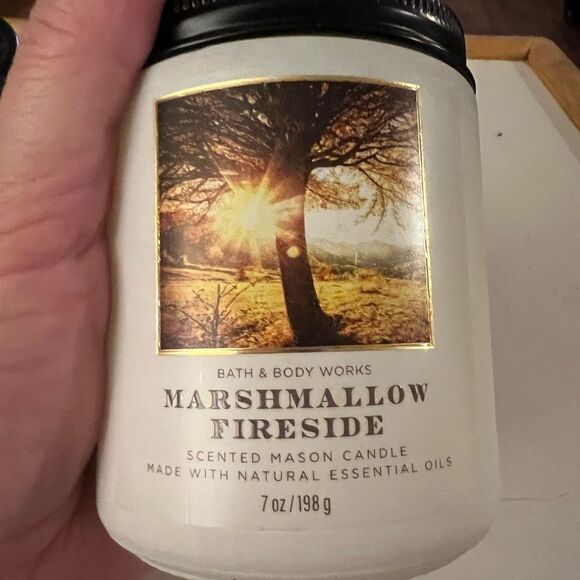 BATH & BODY WORKS
MARSHMALLOW
FIRESIDE
SCENTED MASON CANDLE
MADE WITH NATURAL ESSENTIAL OILS
7 oz / 198 g